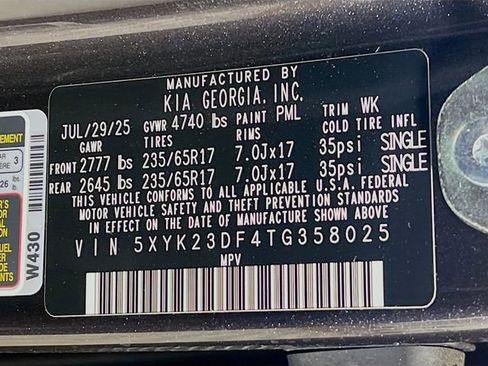 MANUFACTURED BY
KIA GEORGIA, INC.
JUL/29/25 GVWR 4740 lbs PAINT PML TRIM WK
GAWR TIRES RIMS COLD TIRE INFL
FRONT 2777 lbs 235/65R17 7.0Jx17 35psi SINGLE
REAR 2645 lbs 235/65R17 7.0Jx17 35psi SINGLE
THIS VEHICLE CONFORMS TO ALL APPLICABLE U.S.A. FEDERAL
MOTOR VEHICLE SAFETY AND THEFT PREVENTION STANDARDS
IN EFFECT ON THE DATE OF MANUFACTURE SHOWN ABOVE
VIN 5XYK23DF4TG358025
MPV
W430
3